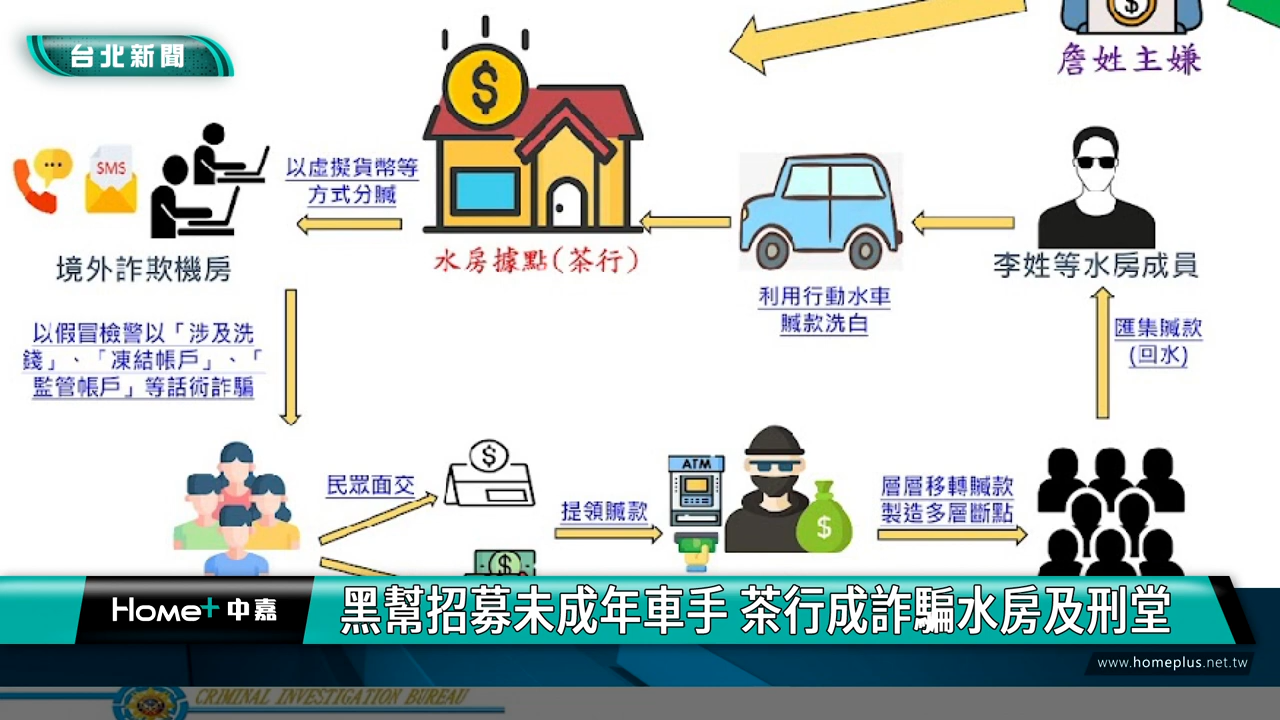 台北新聞
詹姓主嫌
SMS
以虛擬貨幣等
方式分贓
境外詐欺機房
水房據點(茶行)
利用行動水車
贓款洗白
李姓等水房成員
匯集贓款
(回水)
以假冒檢警以「涉及洗
錢」、「凍結帳戶」、「
監管帳戶」等話術詐騙
民眾面交
提領贓款
ATM
層層移轉贓款
製造多層斷點
Home+中嘉
黑幫招募未成年車手 茶行成詐騙水房及刑堂
www.homeplus.net.tw
CRIMINAL INVESTIGATION BUREAU